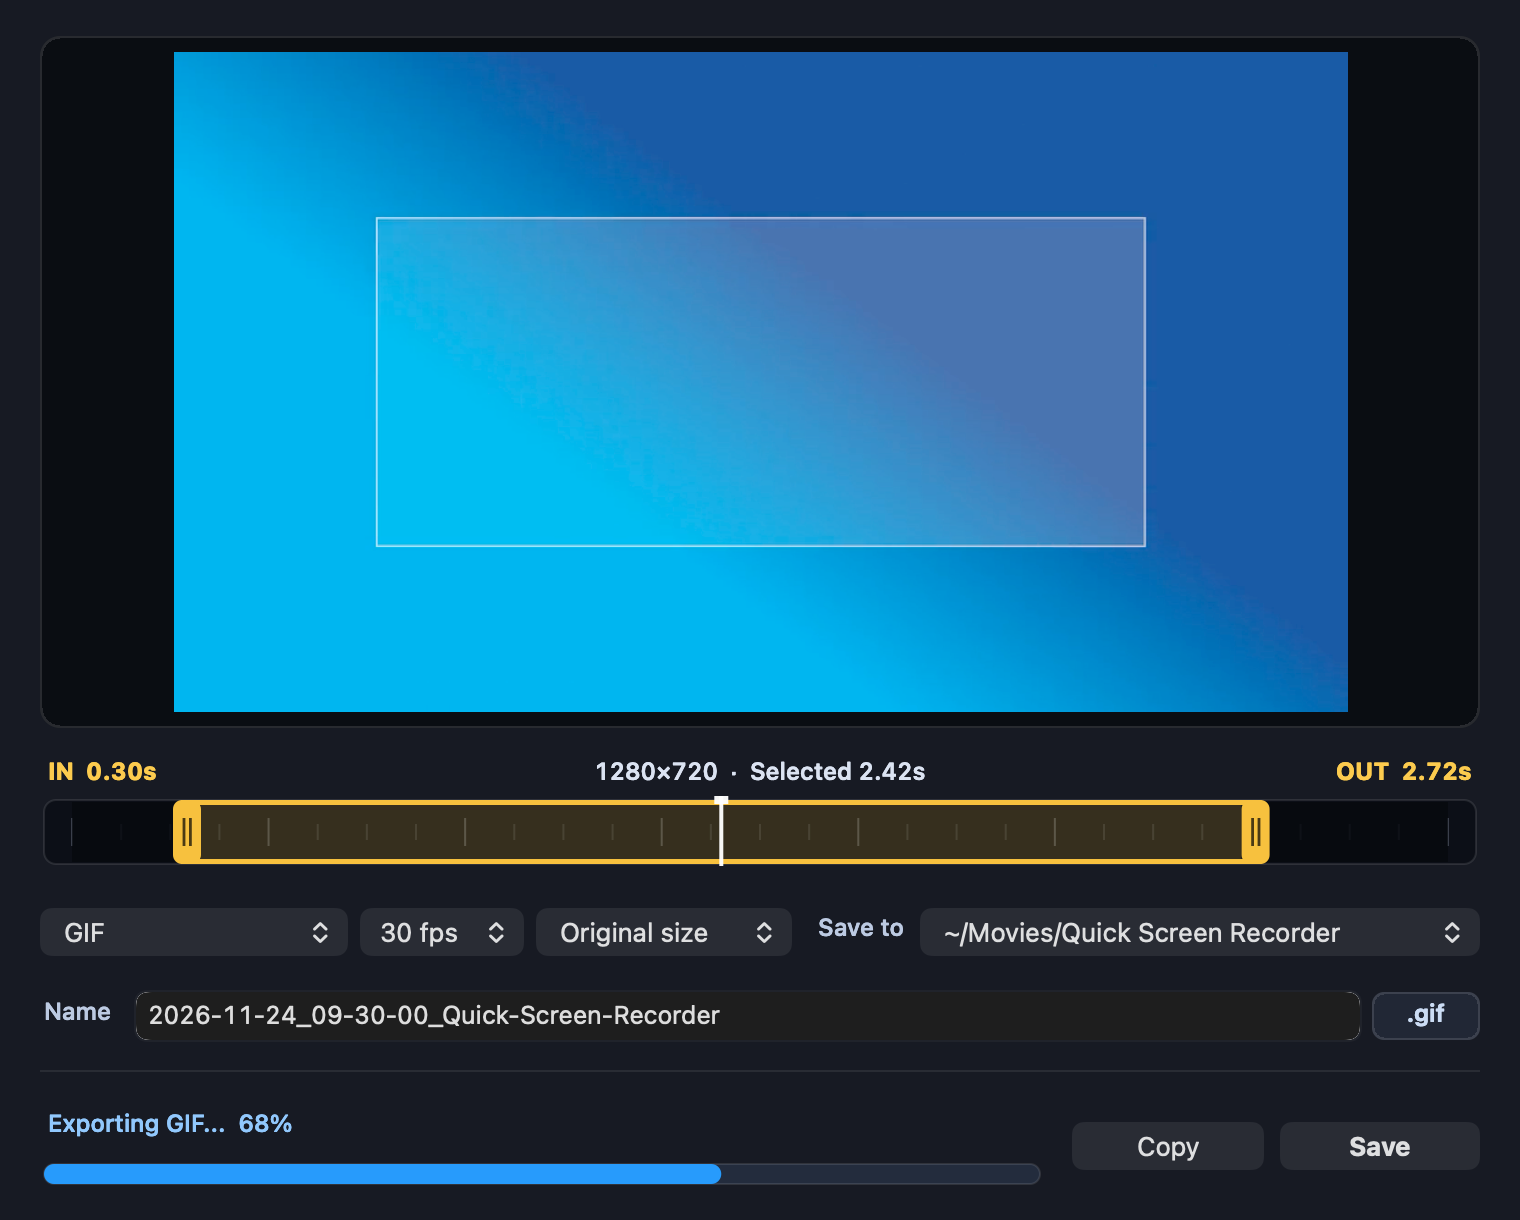 IN 0.30s
1280×720 · Selected 2.42s
OUT 2.72s
GIF
30 fps
Original size
Save to
~/Movies/Quick Screen Recorder
Name
2026-11-24_09-30-00_Quick-Screen-Recorder
.gif
Exporting GIF... 68%
Copy
Save